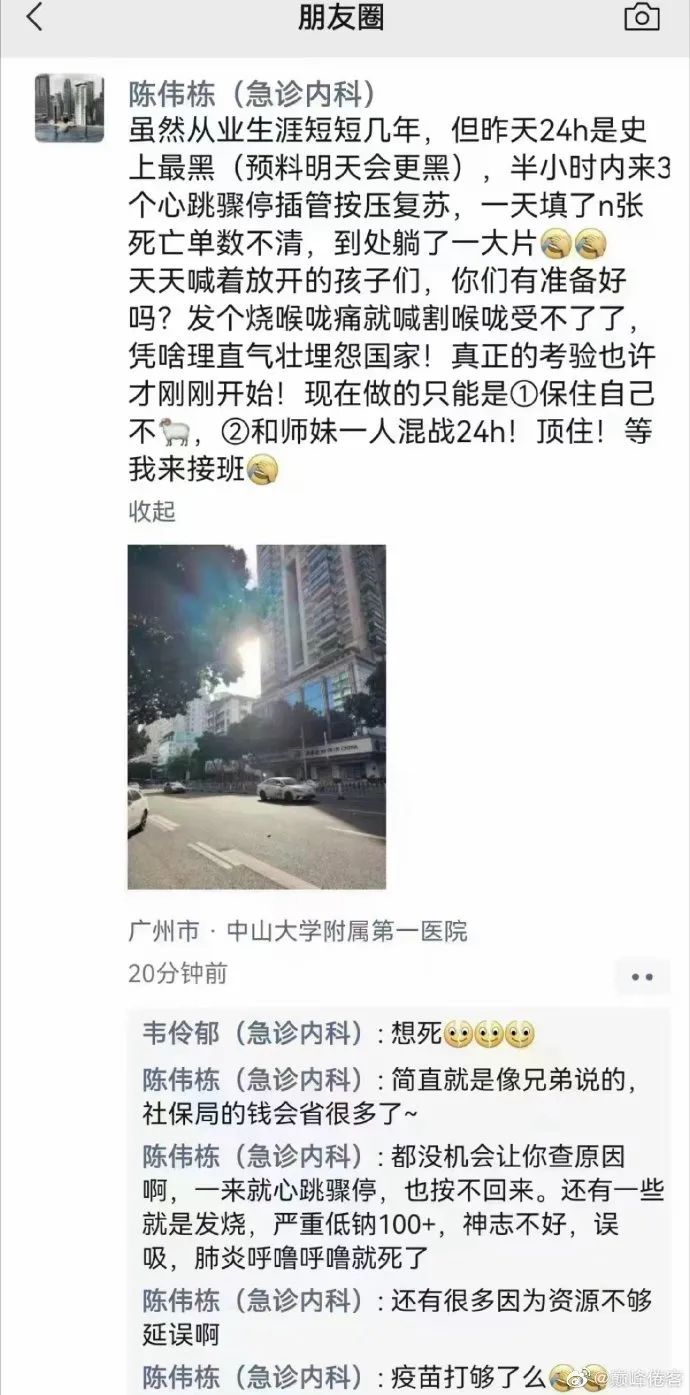 朋友圈
陈伟栋（急诊内科）
虽然从业生涯短短几年，但昨天24h是史
上最黑（预料明天会更黑），半小时内来3
个心跳骤停插管按压复苏，一天填了n张
死亡单数不清，到处躺了一大片🤦🤦
天天喊着放开的孩子们，你们有准备好
吗？发个烧喉咙痛就喊割喉咙受不了了，
凭啥理直气壮埋怨国家！真正的考验也许
才刚刚开始！现在做的只能是①保住自己
不🐑，②和师妹一人混战24h！顶住！等
我来接班🤦
收起
CHINA
广州市 · 中山大学附属第一医院
20分钟前
韦伶郁（急诊内科）: 想死
陈伟栋（急诊内科）: 简直就是像兄弟说的，
社保局的钱会省很多了~
陈伟栋（急诊内科）: 都没机会让你查原因
啊，一来就心跳骤停，也按不回来。还有一些
就是发烧，严重低钠100+，神志不好，误
吸，肺炎呼噜呼噜就死了
陈伟栋（急诊内科）: 还有很多因为资源不够
延误啊
陈伟栋（急诊内科）: 疫苗打够了么
@巅峰倦客